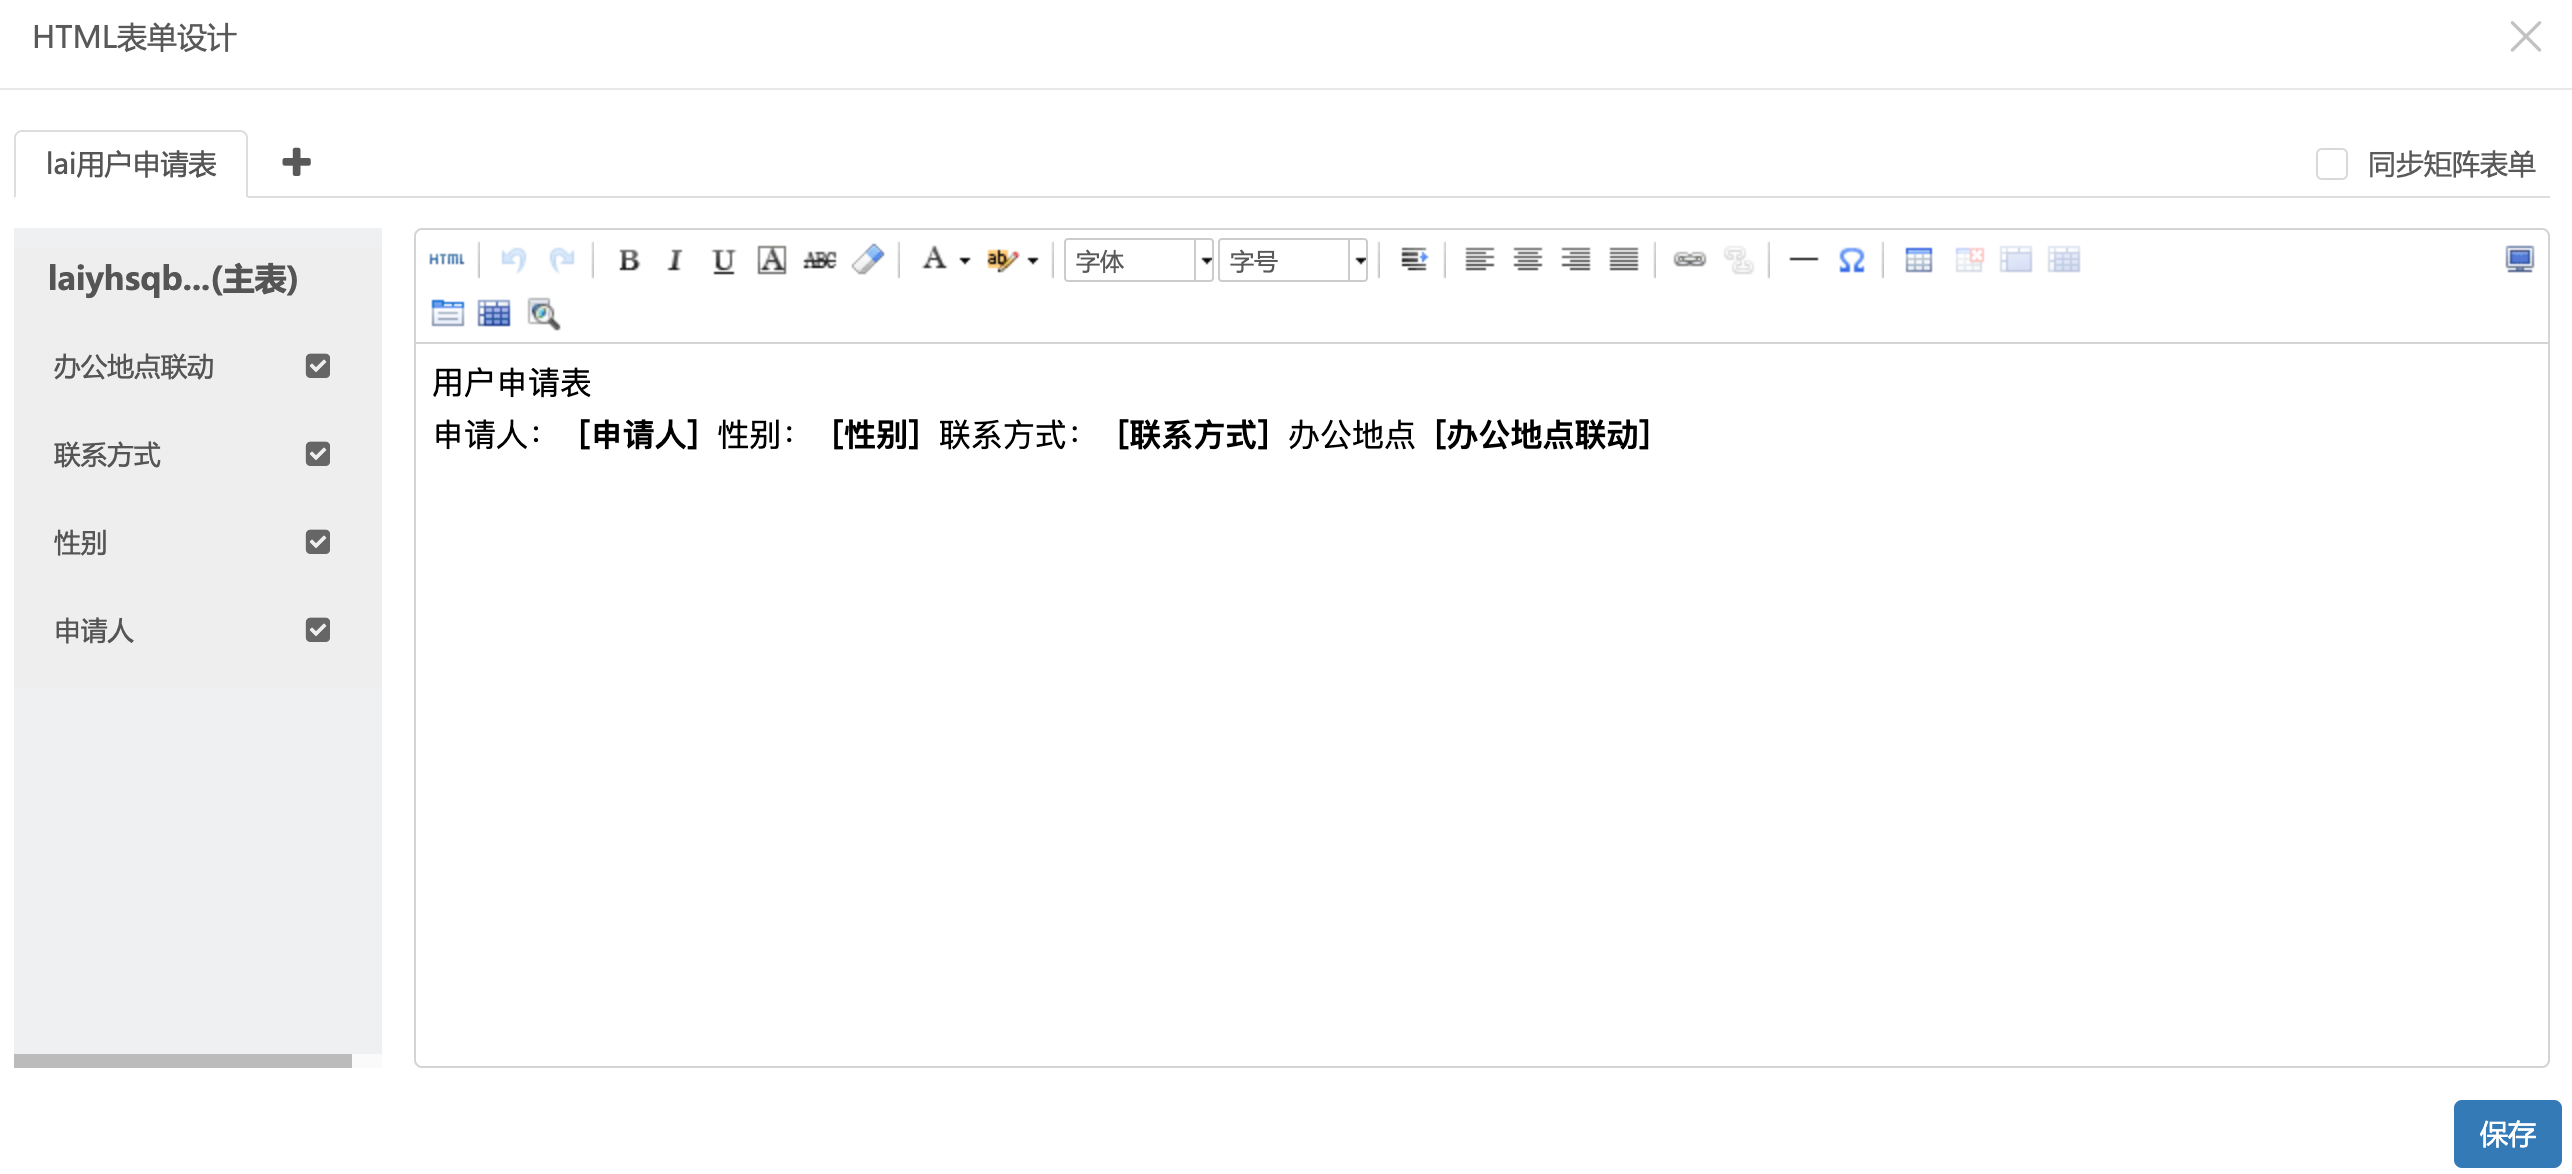 HTML表单设计
lai用户申请表
同步矩阵表单
laiyhsqb...(主表)
办公地点联动
联系方式
性别
申请人
HTML
B I U A ABC A ab 字体 字号 Ω
用户申请表
申请人：[申请人] 性别：[性别] 联系方式：[联系方式] 办公地点 [办公地点联动]
保存